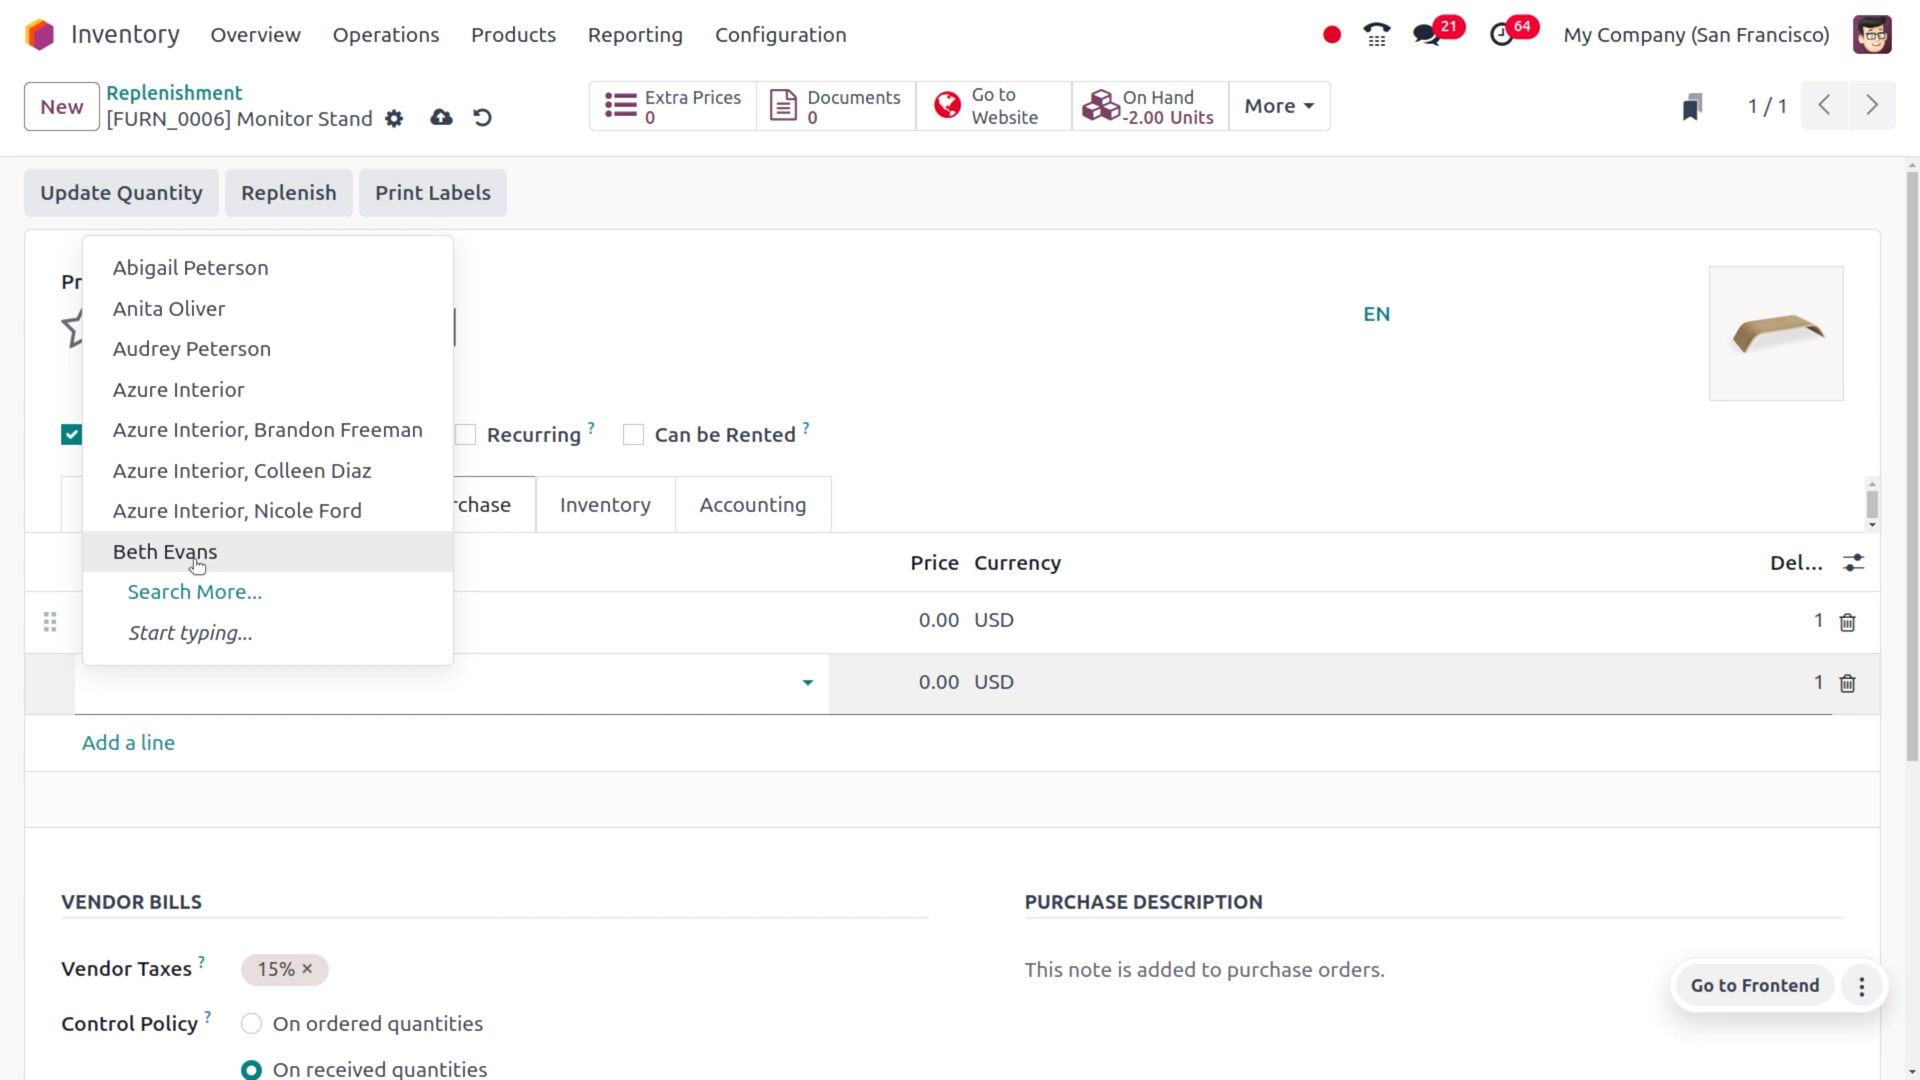 Inventory Overview Operations Products Reporting Configuration 21 64 My Company (San Francisco)
New Replenishment Extra Prices 0 Documents 0 Go to Website On Hand -2.00 Units More 1 / 1
[FURN_0006] Monitor Stand
Update Quantity Replenish Print Labels
Abigail Peterson
Pr
Anita Oliver
EN
Audrey Peterson
Azure Interior
Azure Interior, Brandon Freeman
Recurring ? Can be Rented ?
Azure Interior, Colleen Diaz
Azure Interior, Nicole Ford
rchase Inventory Accounting
Beth Evans
Price Currency Del...
Search More...
Start typing...
0.00 USD 1
0.00 USD 1
Add a line
VENDOR BILLS
PURCHASE DESCRIPTION
Vendor Taxes ? 15% ×
This note is added to purchase orders.
Go to Frontend
Control Policy ? On ordered quantities
On received quantities